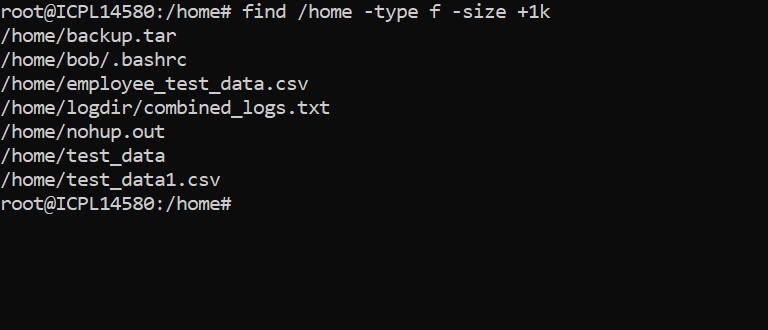 root@ICPL14580:/home# find /home -type f -size +1k
/home/backup.tar
/home/bob/.bashrc
/home/employee_test_data.csv
/home/logdir/combined_logs.txt
/home/nohup.out
/home/test_data
/home/test_data1.csv
root@ICPL14580:/home#